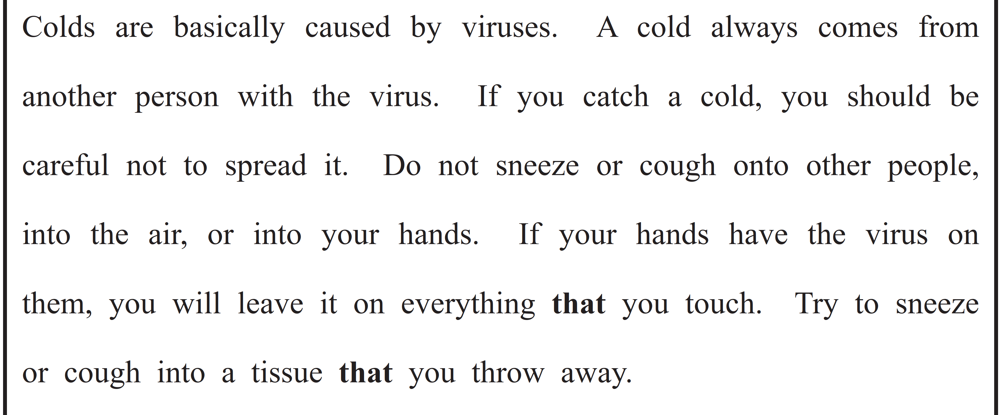 Colds are basically caused by viruses. A cold always comes from
another person with the virus. If you catch a cold, you should be
careful not to spread it. Do not sneeze or cough onto other people,
into the air, or into your hands. If your hands have the virus on
them, you will leave it on everything that you touch. Try to sneeze
or cough into a tissue that you throw away.